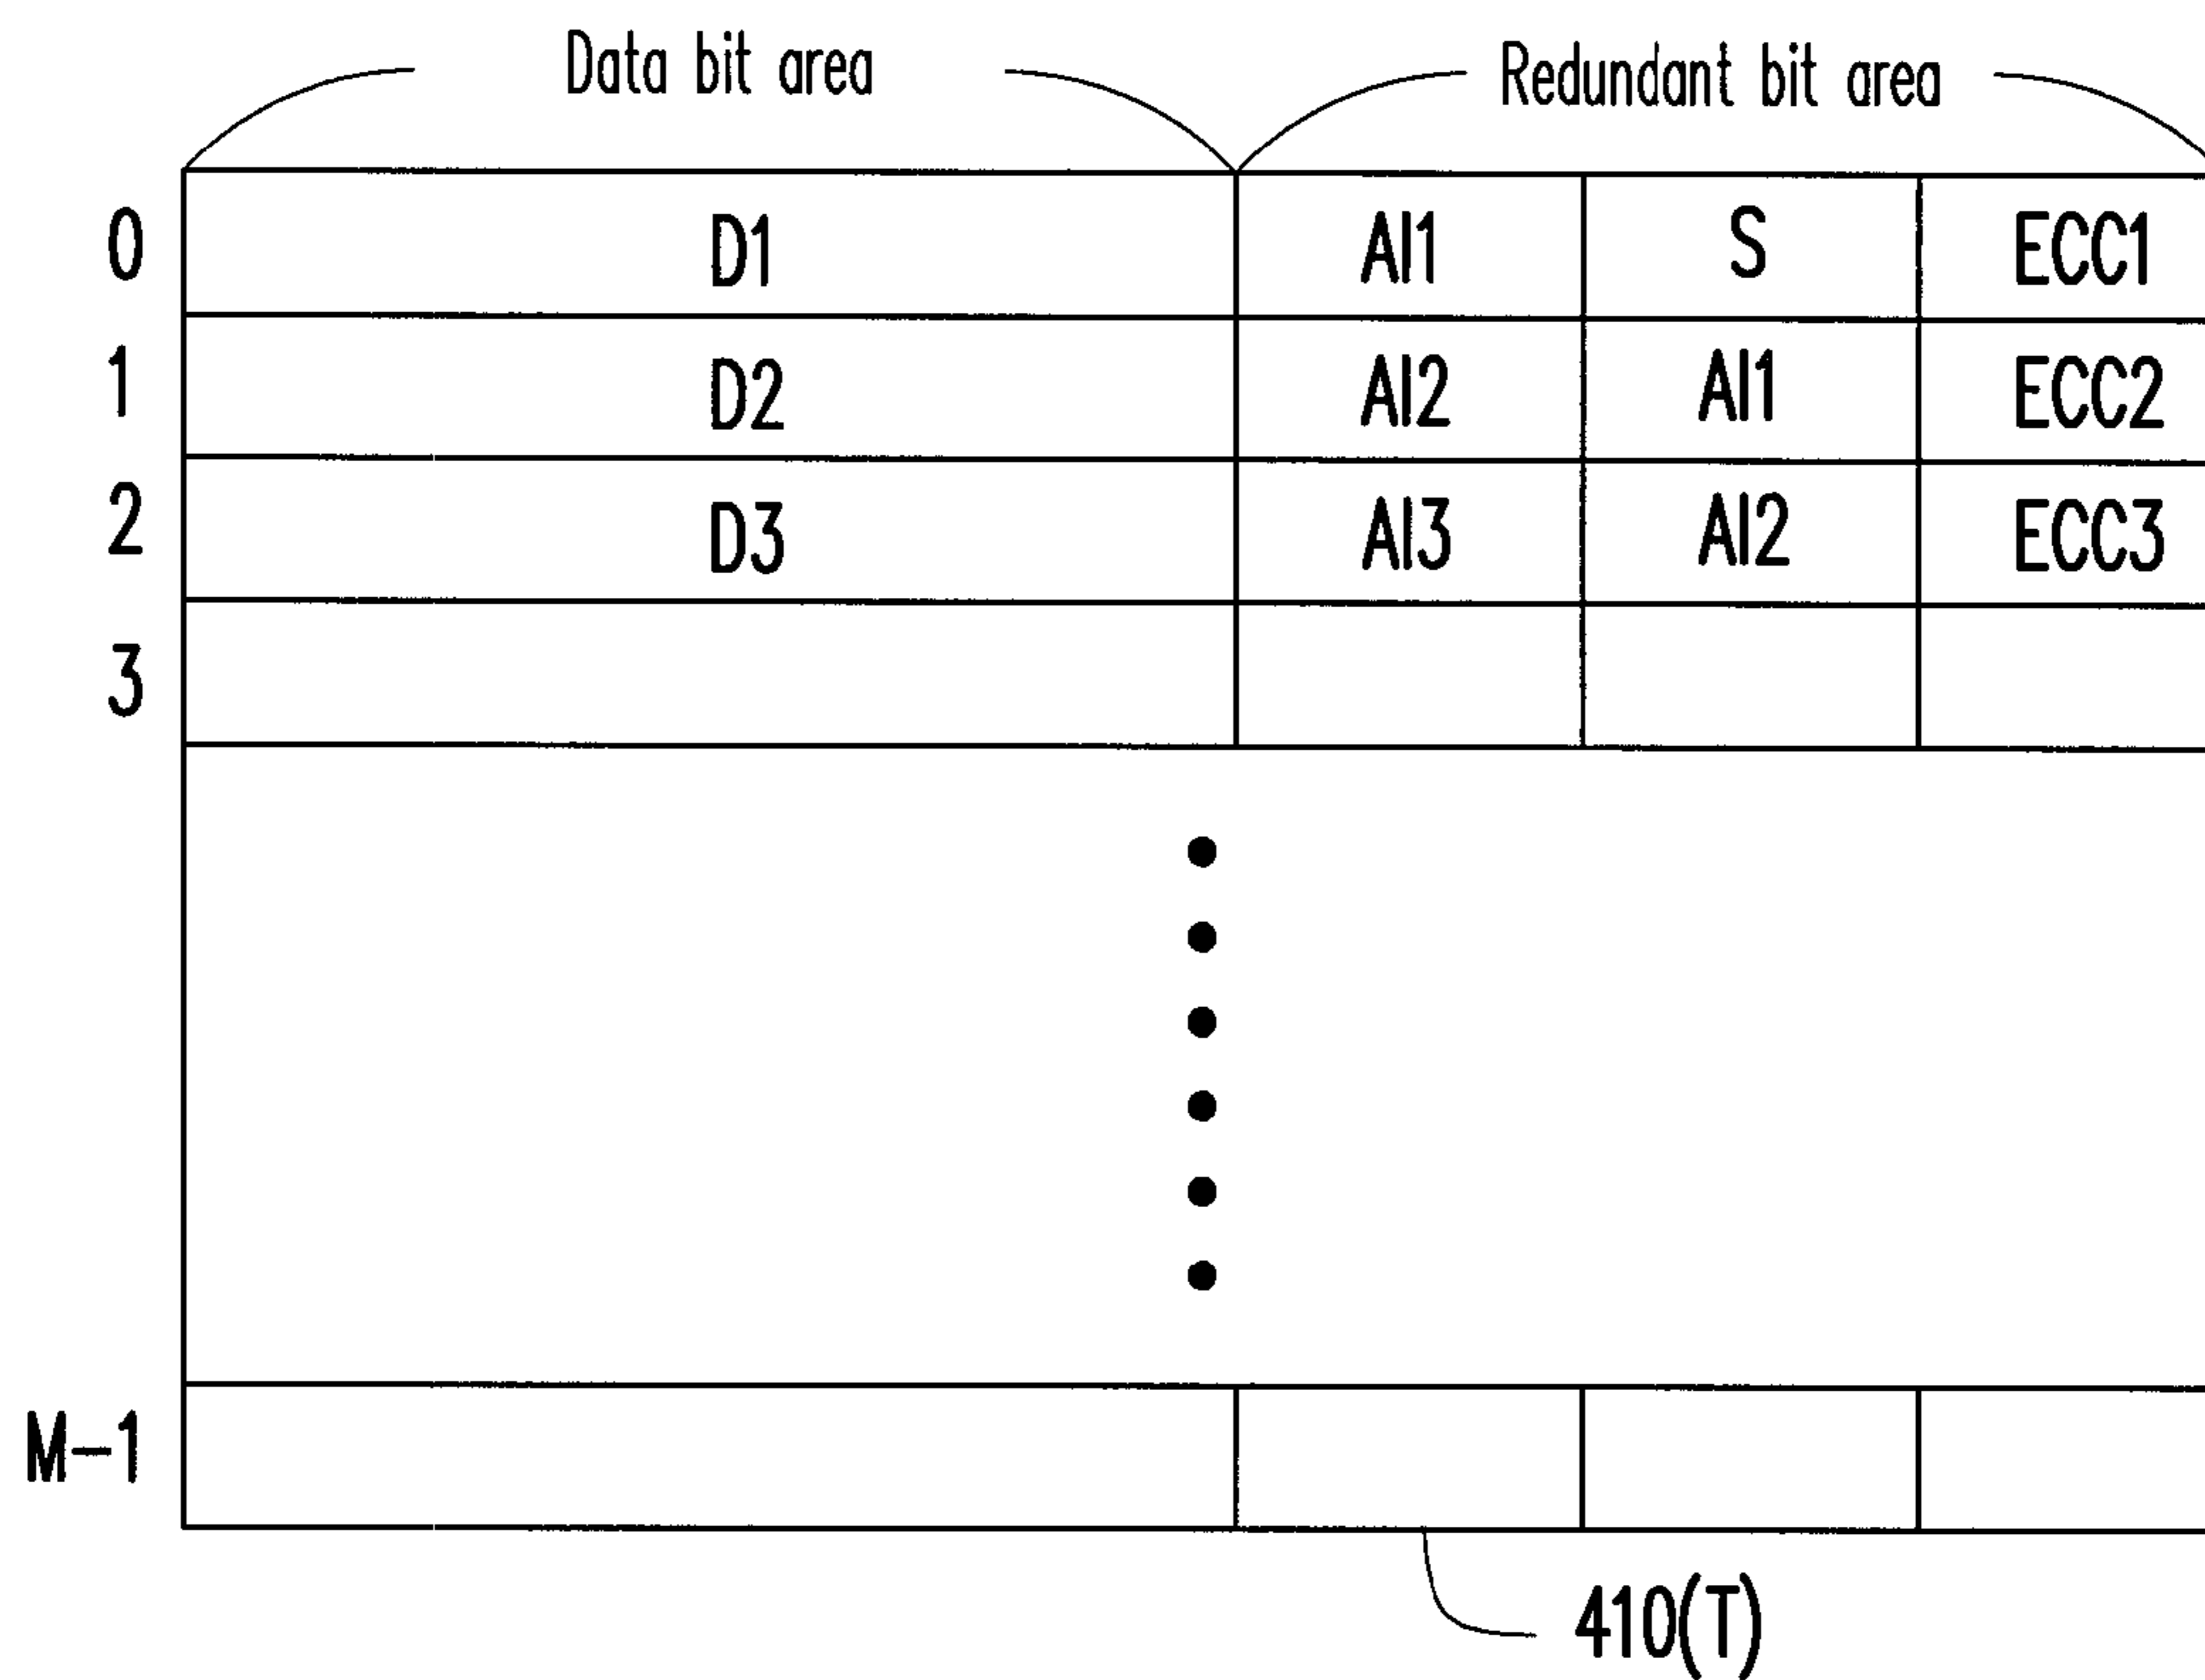 Data bit area Redundant bit area
0 D1 AI1 S ECC1
1 D2 AI2 AI1 ECC2
2 D3 AI3 AI2 ECC3
3
M-1
410(T)